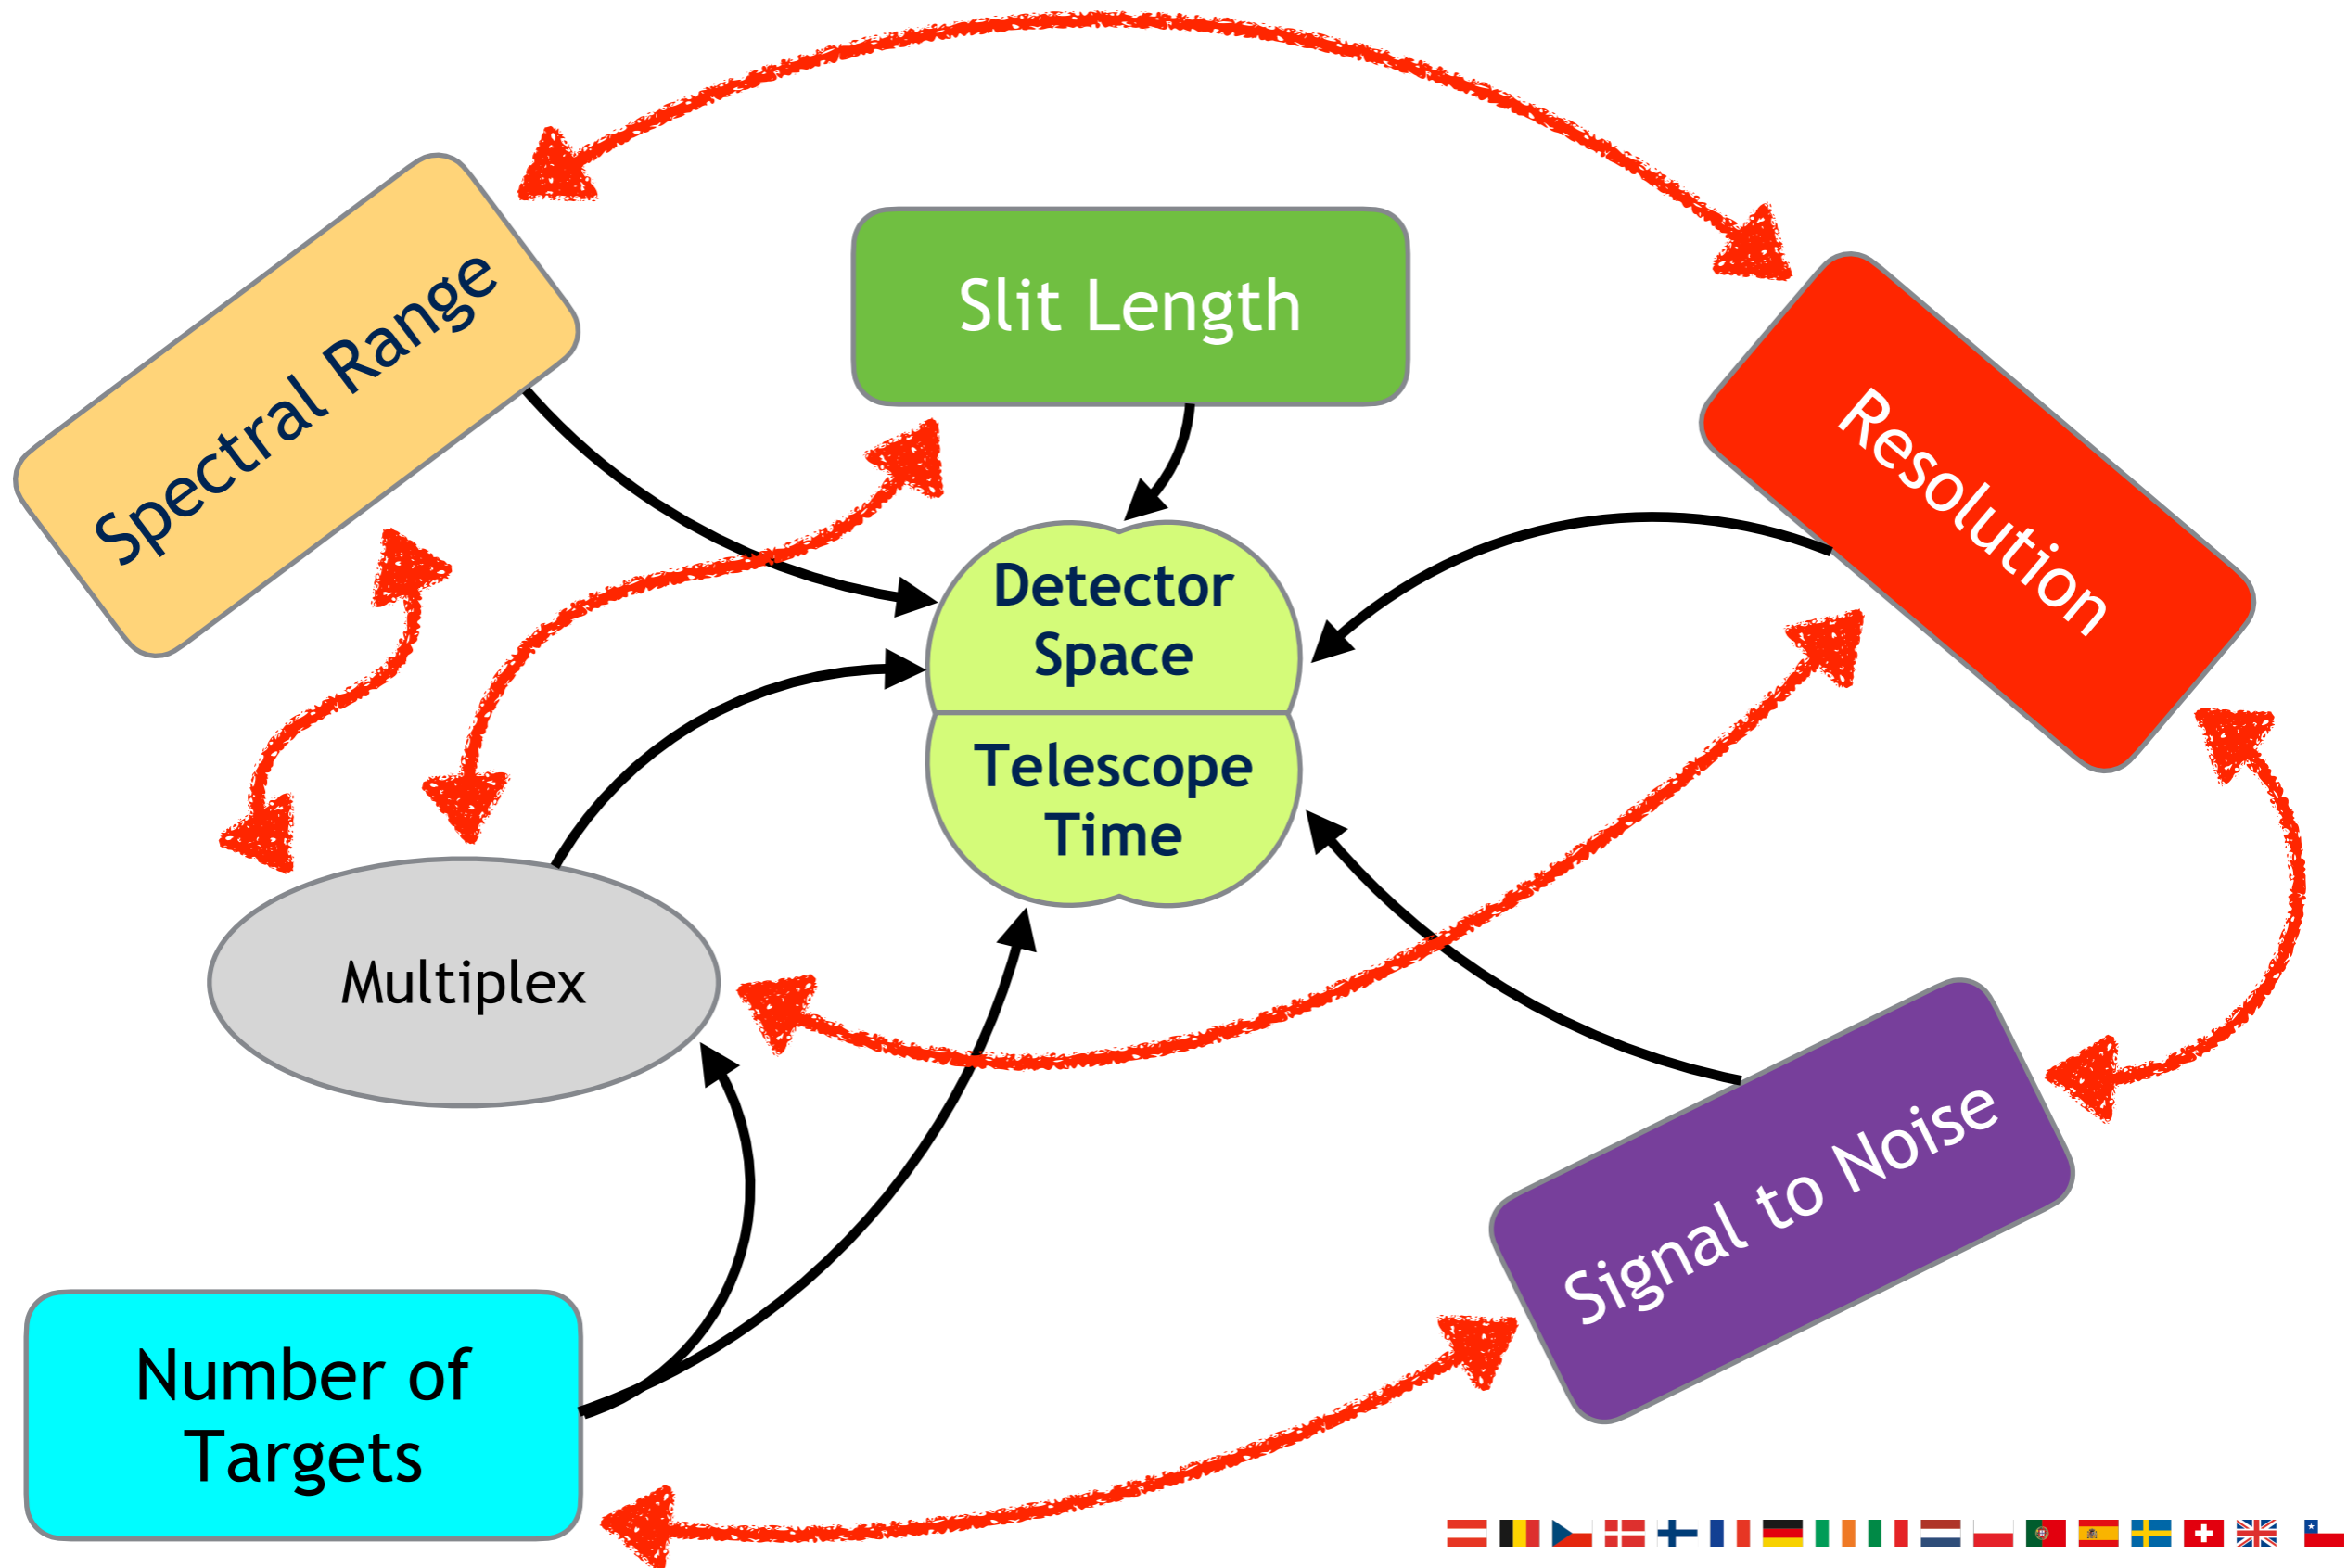 Spectral Range
Slit Length
Resolution
Detector
Space
Telescope
Time
Multiplex
Signal to Noise
Number of
Targets